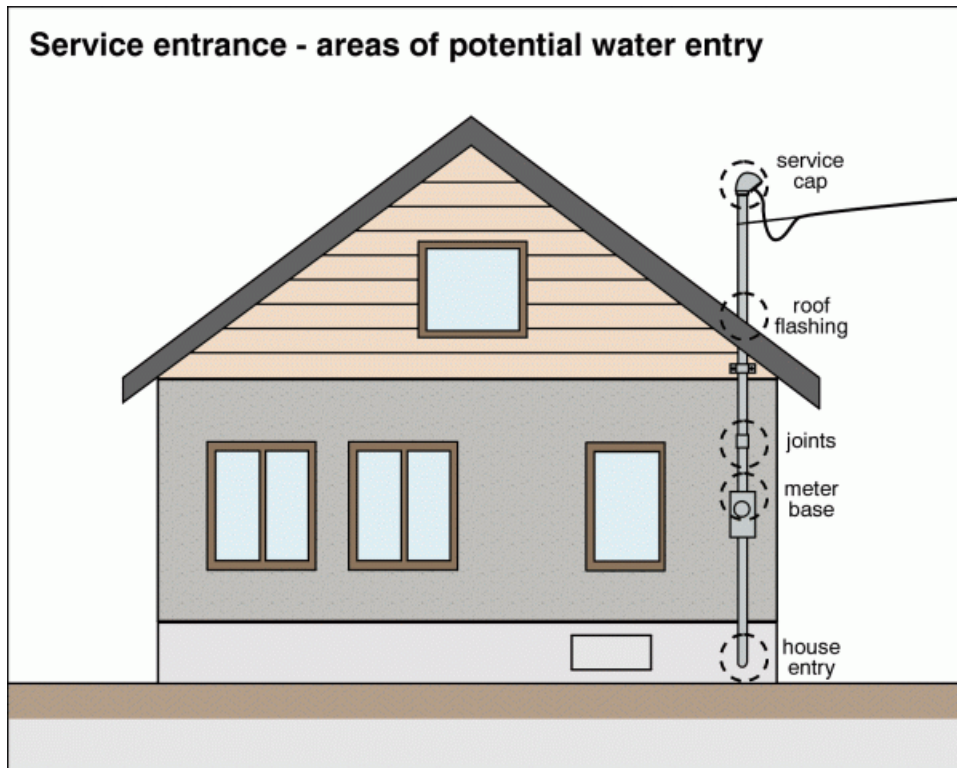 Service entrance - areas of potential water entry
service
cap
roof
flashing
joints
meter
base
house
entry